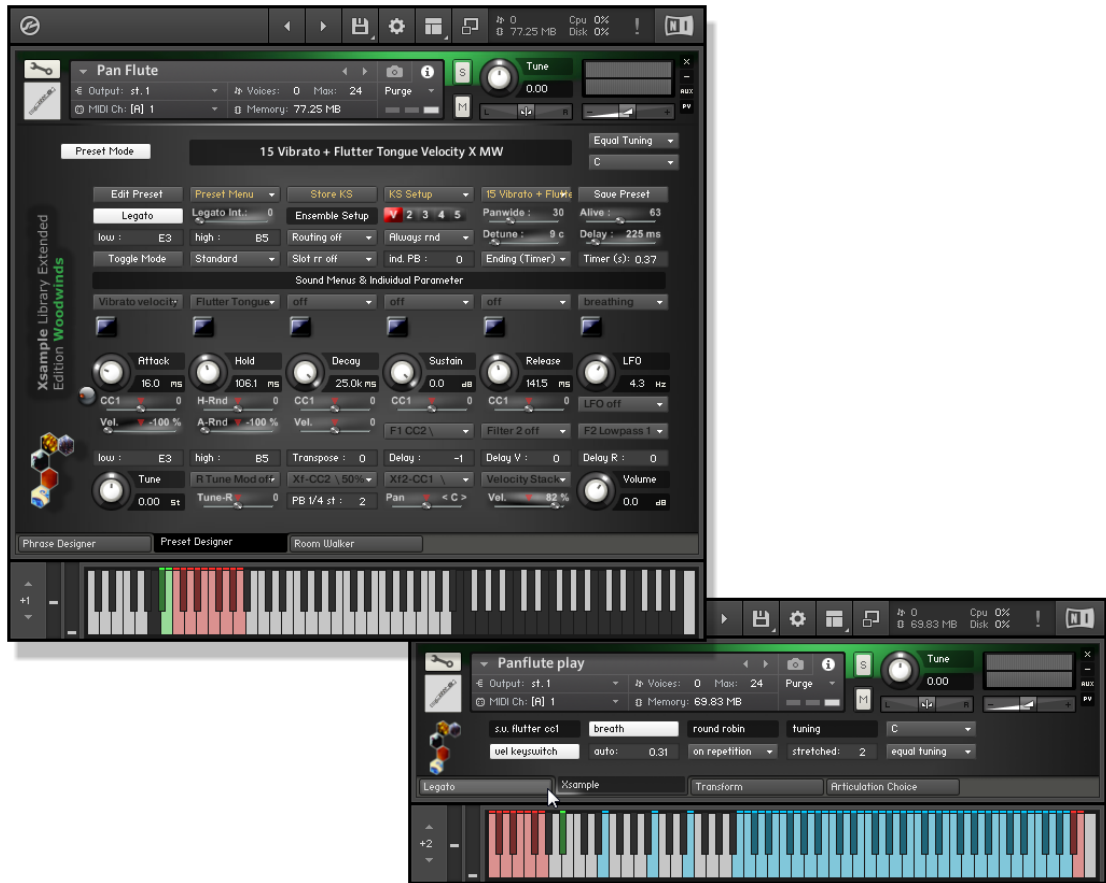 0 Cpu 0%
77.25 MB Disk 0% ! NI
Pan Flute i S Tune x
Output: st.1 Voices: 0 Max: 24 Purge 0.00 AUX
MIDI Ch: [A] 1 Memory: 77.25 MB M L R - + PV
Preset Mode 15 Vibrato + Flutter Tongue Velocity X MW Equal Tuning
C
Edit Preset Preset Menu Store KS KS Setup 15 Vibrato + Flutte Save Preset
Legato Legato Int.: 0 Ensemble Setup V 2 3 4 5 Panwide : 30 Alive : 63
low : E3 high : B5 Routing off Always rnd Detune : 9 c Delay : 225 ms
Toggle Mode Standard Slot rr off ind. PB : 0 Ending (Timer) Timer (s): 0.37
Sound Menus & Individual Parameter
Vibrato velocity Flutter Tongue off off off breathing
Attack Hold Decay Sustain Release LFO
16.0 ms 106.1 ms 25.0k ms 0.0 dB 141.5 ms 4.3 Hz
CC1 0 H-Rnd 0 CC1 0 CC1 0 CC1 0 LFO off
Vel. -100 % A-Rnd -100 % Vel. 0 F1 CC2 \ Filter 2 off F2 Lowpass 1
low : E3 high : B5 Transpose : 0 Delay : -1 Delay V : 0 Delay R : 0
Tune R Tune Mod off Xf-CC2 \ 50% Xf2-CC1 \ Velocity Stack Volume
0.00 st Tune-R 0 PB 1/4 st : 2 Pan < C > Vel. 82 % 0.0 dB
Xsample Library Extended
Edition Woodwinds
Phrase Designer Preset Designer Room Walker
+1
0 Cpu 0%
69.83 MB Disk 0% ! NI
Panflute play i S Tune x
Output: st.1 Voices: 0 Max: 24 Purge 0.00 AUX
MIDI Ch: [A] 1 Memory: 69.83 MB M L R - + PV
s.v. flutter cc1 breath round robin tuning C
vel keyswitch auto: 0.31 on repetition stretched: 2 equal tuning
Legato Xsample Transform Articulation Choice
+2